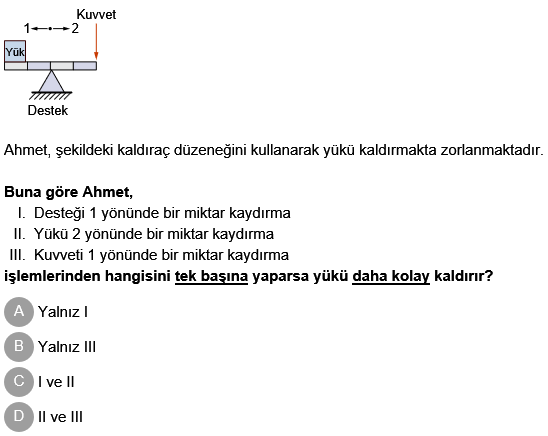 Kuvvet
1 2
Yük
Destek
Ahmet, şekildeki kaldıraç düzeneğini kullanarak yükü kaldırmakta zorlanmaktadır.
Buna göre Ahmet,
I. Desteği 1 yönünde bir miktar kaydırma
II. Yükü 2 yönünde bir miktar kaydırma
III. Kuvveti 1 yönünde bir miktar kaydırma
işlemlerinden hangisini tek başına yaparsa yükü daha kolay kaldırır?
A Yalnız I
B Yalnız III
C I ve II
D II ve III